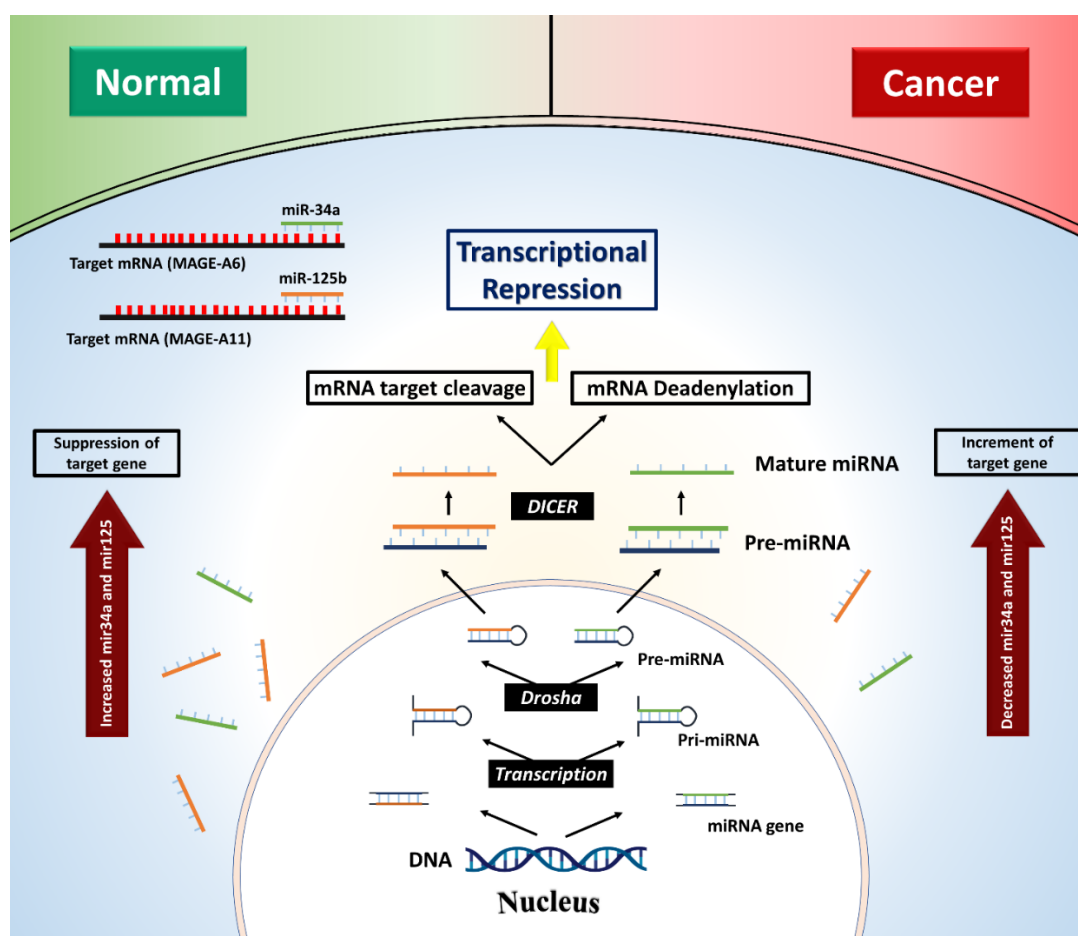 Normal
Cancer
miR-34a
Target mRNA (MAGE-A6)
miR-125b
Target mRNA (MAGE-A11)
Transcriptional
Repression
mRNA target cleavage
mRNA Deadenylation
Suppression of
target gene
Increment of
target gene
Mature miRNA
DICER
Pre-miRNA
Increased mir34a and mir125
Decreased mir34a and mir125
Pre-miRNA
Drosha
Pri-miRNA
Transcription
miRNA gene
DNA
Nucleus